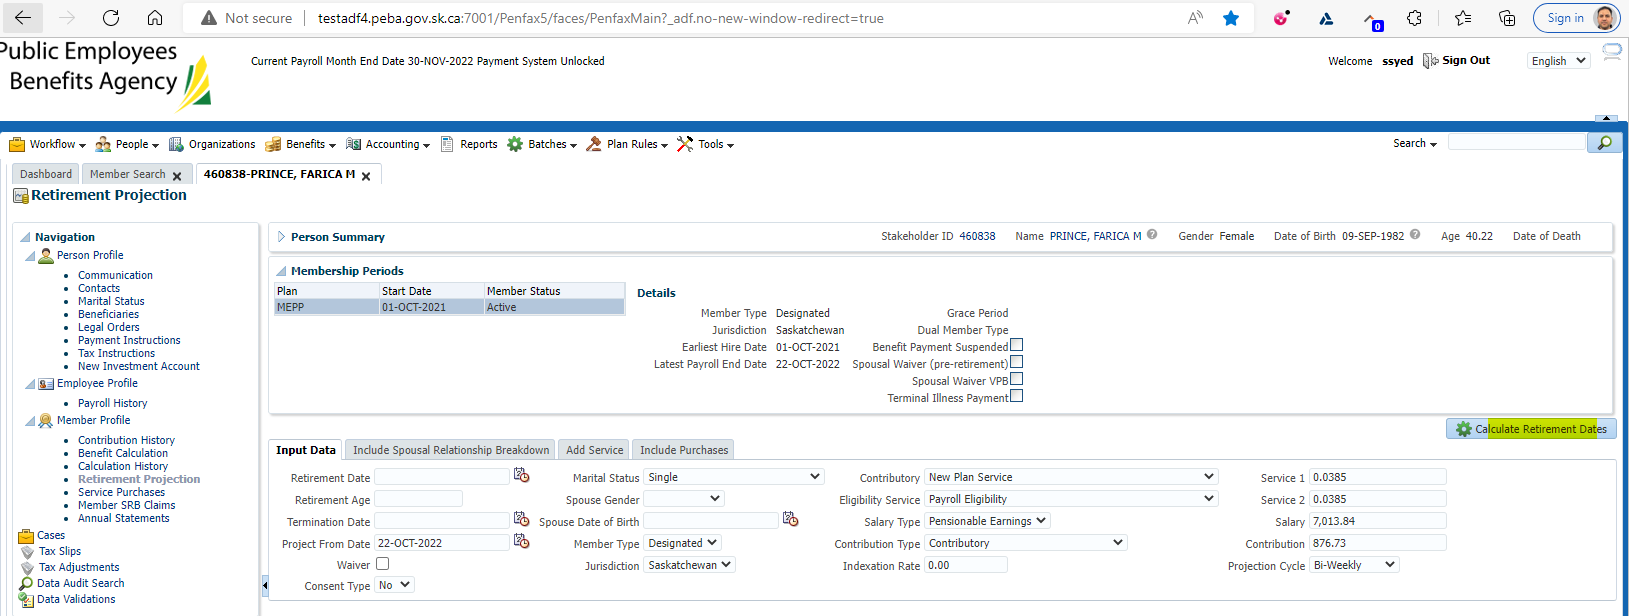 Not secure
testadf4.peba.gov.sk.ca:7001/Penfax5/faces/PenfaxMain?_adf.no-new-window-redirect=true
A
0
Sign in
Public Employees
Benefits Agency
Current Payroll Month End Date 30-NOV-2022 Payment System Unlocked
Welcome ssyed Sign Out English
Workflow People Organizations Benefits Accounting Reports Batches Plan Rules Tools Search
Dashboard Member Search 460838-PRINCE, FARICA M
Retirement Projection
Navigation
Person Profile
Communication
Contacts
Marital Status
Beneficiaries
Legal Orders
Payment Instructions
Tax Instructions
New Investment Account
Employee Profile
Payroll History
Member Profile
Contribution History
Benefit Calculation
Calculation History
Retirement Projection
Service Purchases
Member SRB Claims
Annual Statements
Cases
Tax Slips
Tax Adjustments
Data Audit Search
Data Validations
Person Summary Stakeholder ID 460838 Name PRINCE, FARICA M Gender Female Date of Birth 09-SEP-1982 Age 40.22 Date of Death
Membership Periods
Plan Start Date Member Status
MEPP 01-OCT-2021 Active
Details
Member Type Designated Grace Period
Jurisdiction Saskatchewan Dual Member Type
Earliest Hire Date 01-OCT-2021 Benefit Payment Suspended
Latest Payroll End Date 22-OCT-2022 Spousal Waiver (pre-retirement)
Spousal Waiver VPB
Terminal Illness Payment
Calculate Retirement Dates
Input Data Include Spousal Relationship Breakdown Add Service Include Purchases
Retirement Date Marital Status Single Contributory New Plan Service Service 1 0.0385
Retirement Age Spouse Gender Eligibility Service Payroll Eligibility Service 2 0.0385
Termination Date Spouse Date of Birth Salary Type Pensionable Earnings Salary 7,013.84
Project From Date 22-OCT-2022 Member Type Designated Contribution Type Contributory Contribution 876.73
Waiver Jurisdiction Saskatchewan Indexation Rate 0.00 Projection Cycle Bi-Weekly
Consent Type No